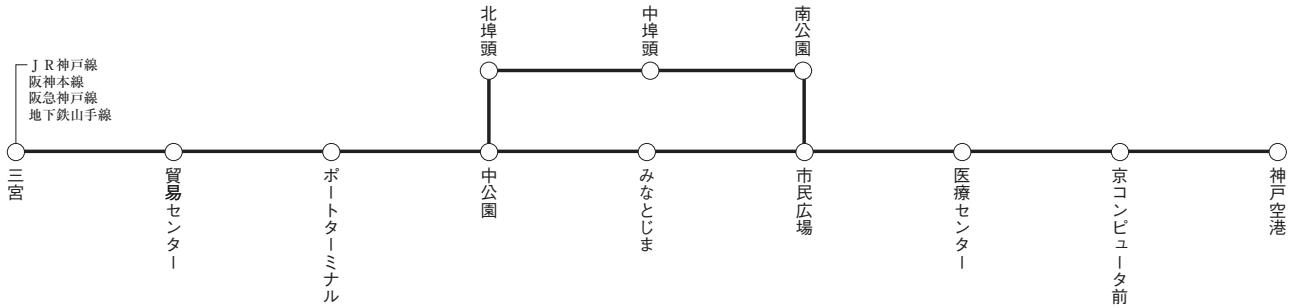 北埠頭
中埠頭
南公園
JR神戸線
阪神本線
阪急神戸線
地下鉄山手線
三宮
貿易センター
ポートターミナル
中公園
みなとじま
市民広場
医療センター
京コンピュータ前
神戸空港